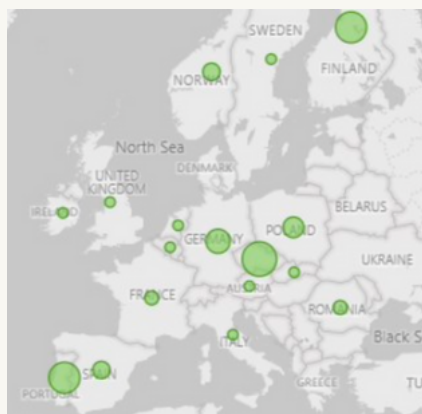 SWEDEN
NORWAY
FINLAND
North Sea
DENMARK
UNITED
KINGDOM
IRELAND
BELARUS
POLAND
GERMANY
UKRAINE
AUSTRIA
FRANCE
ROMANIA
Black S
ITALY
SPAIN
PORTUGAL
GREECE
TU